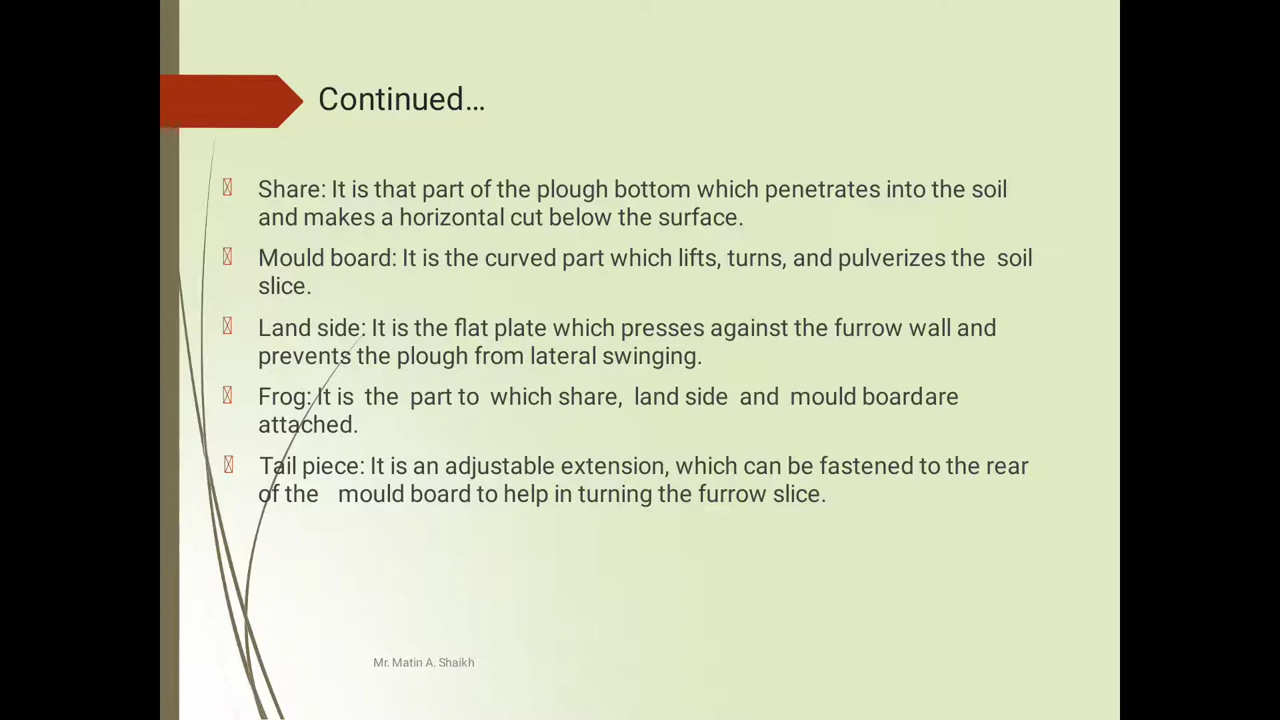 Continued…
Share: It is that part of the plough bottom which penetrates into the soil
and makes a horizontal cut below the surface.
Mould board: It is the curved part which lifts, turns, and pulverizes the soil
slice.
Land side: It is the flat plate which presses against the furrow wall and
prevents the plough from lateral swinging.
Frog: It is the part to which share, land side and mould boardare
attached.
Tail piece: It is an adjustable extension, which can be fastened to the rear
of the mould board to help in turning the furrow slice.
Mr. Matin A. Shaikh